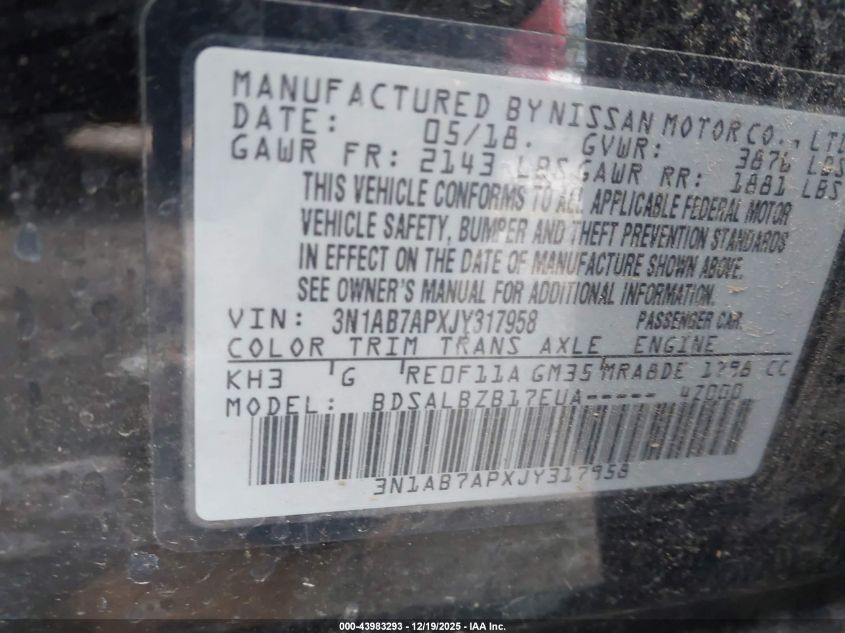 MANUFACTURED BY NISSAN MOTOR CO., LTD
DATE: 05/18. GVWR: 3876 LBS
GAWR FR: 2143 LBS GAWR RR: 1881 LBS
THIS VEHICLE CONFORMS TO ALL APPLICABLE FEDERAL MOTOR
VEHICLE SAFETY, BUMPER AND THEFT PREVENTION STANDARDS
IN EFFECT ON THE DATE OF MANUFACTURE SHOWN ABOVE.
SEE OWNER'S MANUAL FOR ADDITIONAL INFORMATION.
VIN: 3N1AB7APXJY317958 PASSENGER CAR
COLOR TRIM TRANS AXLE ENGINE
KH3 G RE0F11A GM35 MRA8DE 1798 CC
MODEL: BDSALBZB17EUA----- 4Z000
3N1AB7APXJY317958
000-43983293 - 12/19/2025 - IAA Inc.